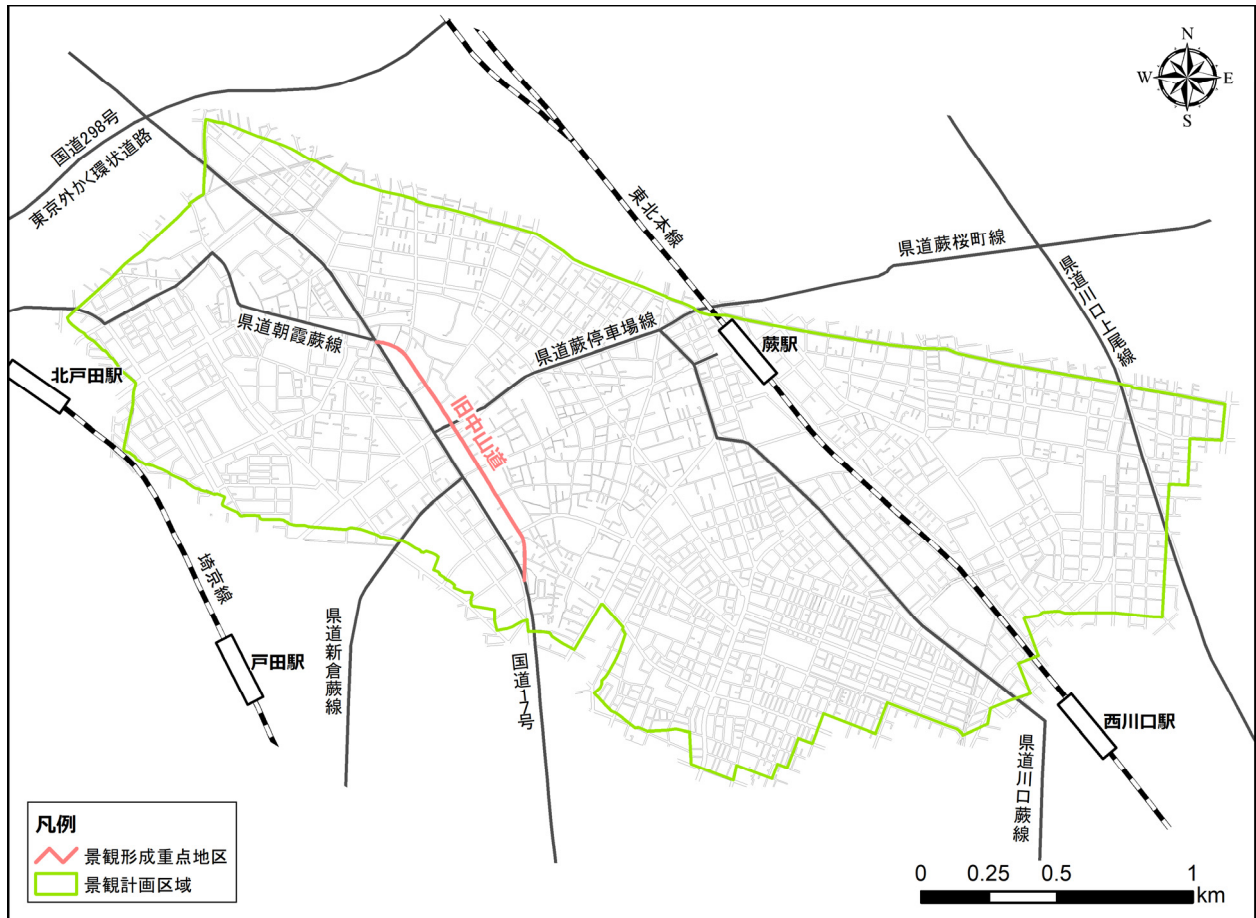 N
W
E
S
国道298号
東京外かく環状道路
東北本線
県道蕨桜町線
県道川口上尾線
県道朝霞蕨線
県道蕨停車場線
蕨駅
北戸田駅
旧中山道
埼京線
戸田駅
県道新倉蕨線
国道17号
西川口駅
県道川口蕨線
凡例
景観形成重点地区
景観計画区域
0 0.25 0.5 1
km